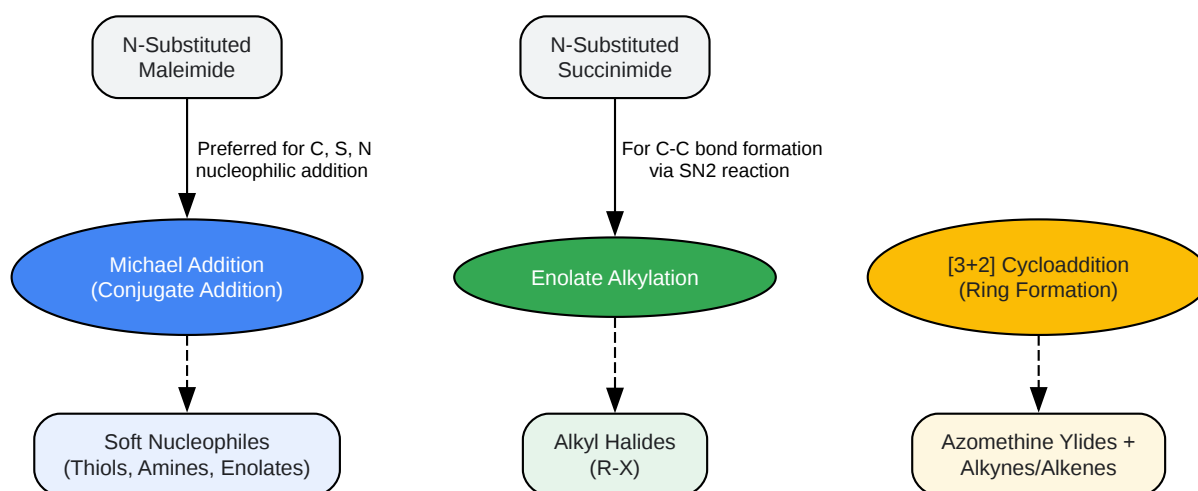 N-Substituted
Maleimide
N-Substituted
Succinimide
Preferred for C, S, N
nucleophilic addition
For C-C bond formation
via SN2 reaction
Michael Addition
(Conjugate Addition)
Enolate Alkylation
[3+2] Cycloaddition
(Ring Formation)
Soft Nucleophiles
(Thiols, Amines, Enolates)
Alkyl Halides
(R-X)
Azomethine Ylides +
Alkynes/Alkenes